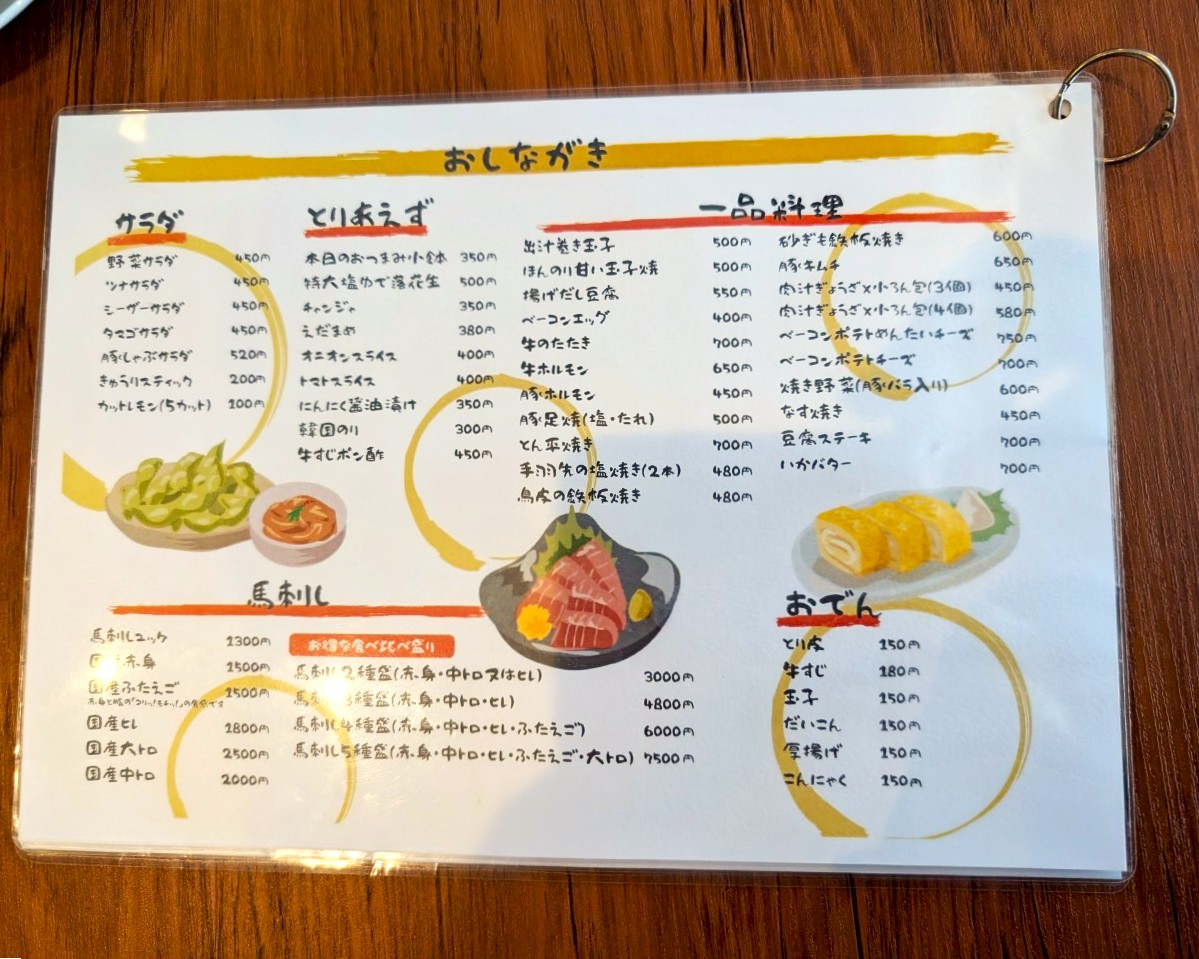 おしながき
サラダ
野菜サラダ 450円
ツナサラダ 450円
シーザーサラダ 450円
タマゴサラダ 450円
豚しゃぶサラダ 520円
きゅうりスティック 200円
カットレモン(5カット) 100円
とりあえず
本日のおつまみ小鉢 350円
特大塩ゆで落花生 500円
チャンジャ 350円
えだまめ 380円
オニオンスライス 400円
トマトスライス 400円
にんにく醤油漬け 350円
韓国のり 300円
牛すじポン酢 450円
一品料理
出汁巻き玉子 500円
ほんのり甘い玉子焼 500円
揚げだし豆腐 550円
ベーコンエッグ 400円
牛のたたき 700円
牛ホルモン 650円
豚ホルモン 450円
豚足焼(塩・たれ) 500円
とん平焼き 700円
手羽先の塩焼き(2本) 480円
鳥皮の鉄板焼き 480円
砂ぎも鉄板焼き 600円
豚キムチ 650円
肉汁ぎょうざ×小ろん包(3個) 450円
肉汁ぎょうざ×小ろん包(4個) 580円
ベーコンポテトめんたいチーズ 750円
ベーコンポテトチーズ 700円
焼き野菜(豚バラ入り) 600円
なす焼き 450円
豆腐ステーキ 700円
いかバター 700円
馬刺し
馬刺しユッケ 1300円
国産赤身 1500円
国産ふたえご 1500円
赤身と脂の「コリッ!モチッ!」の食感です
国産ヒレ 1800円
国産大トロ 2500円
国産中トロ 2000円
お得な食べ比べ盛り
馬刺し2種盛(赤身・中トロ又はヒレ) 3000円
馬刺し3種盛(赤身・中トロ・ヒレ) 4800円
馬刺し4種盛(赤身・中トロ・ヒレ・ふたえご) 6000円
馬刺し5種盛(赤身・中トロ・ヒレ・ふたえご・大トロ) 7500円
おでん
とり皮 150円
牛すじ 180円
玉子 150円
だいこん 150円
厚揚げ 150円
こんにゃく 150円